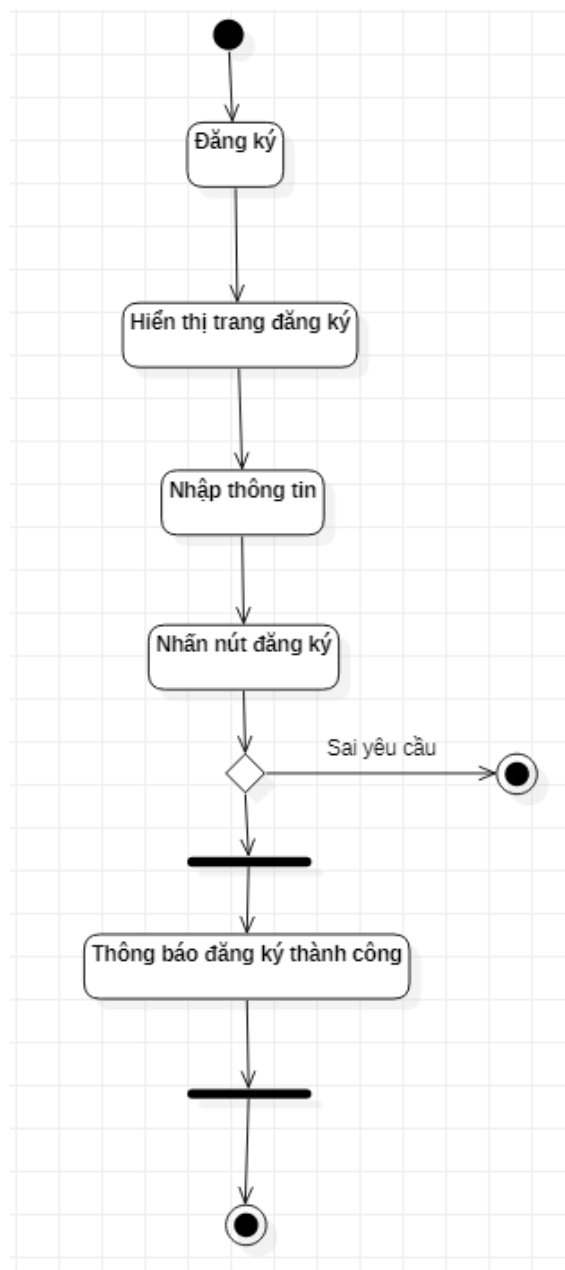 Đăng ký
Hiển thị trang đăng ký
Nhập thông tin
Nhấn nút đăng ký
Sai yêu cầu
Thông báo đăng ký thành công